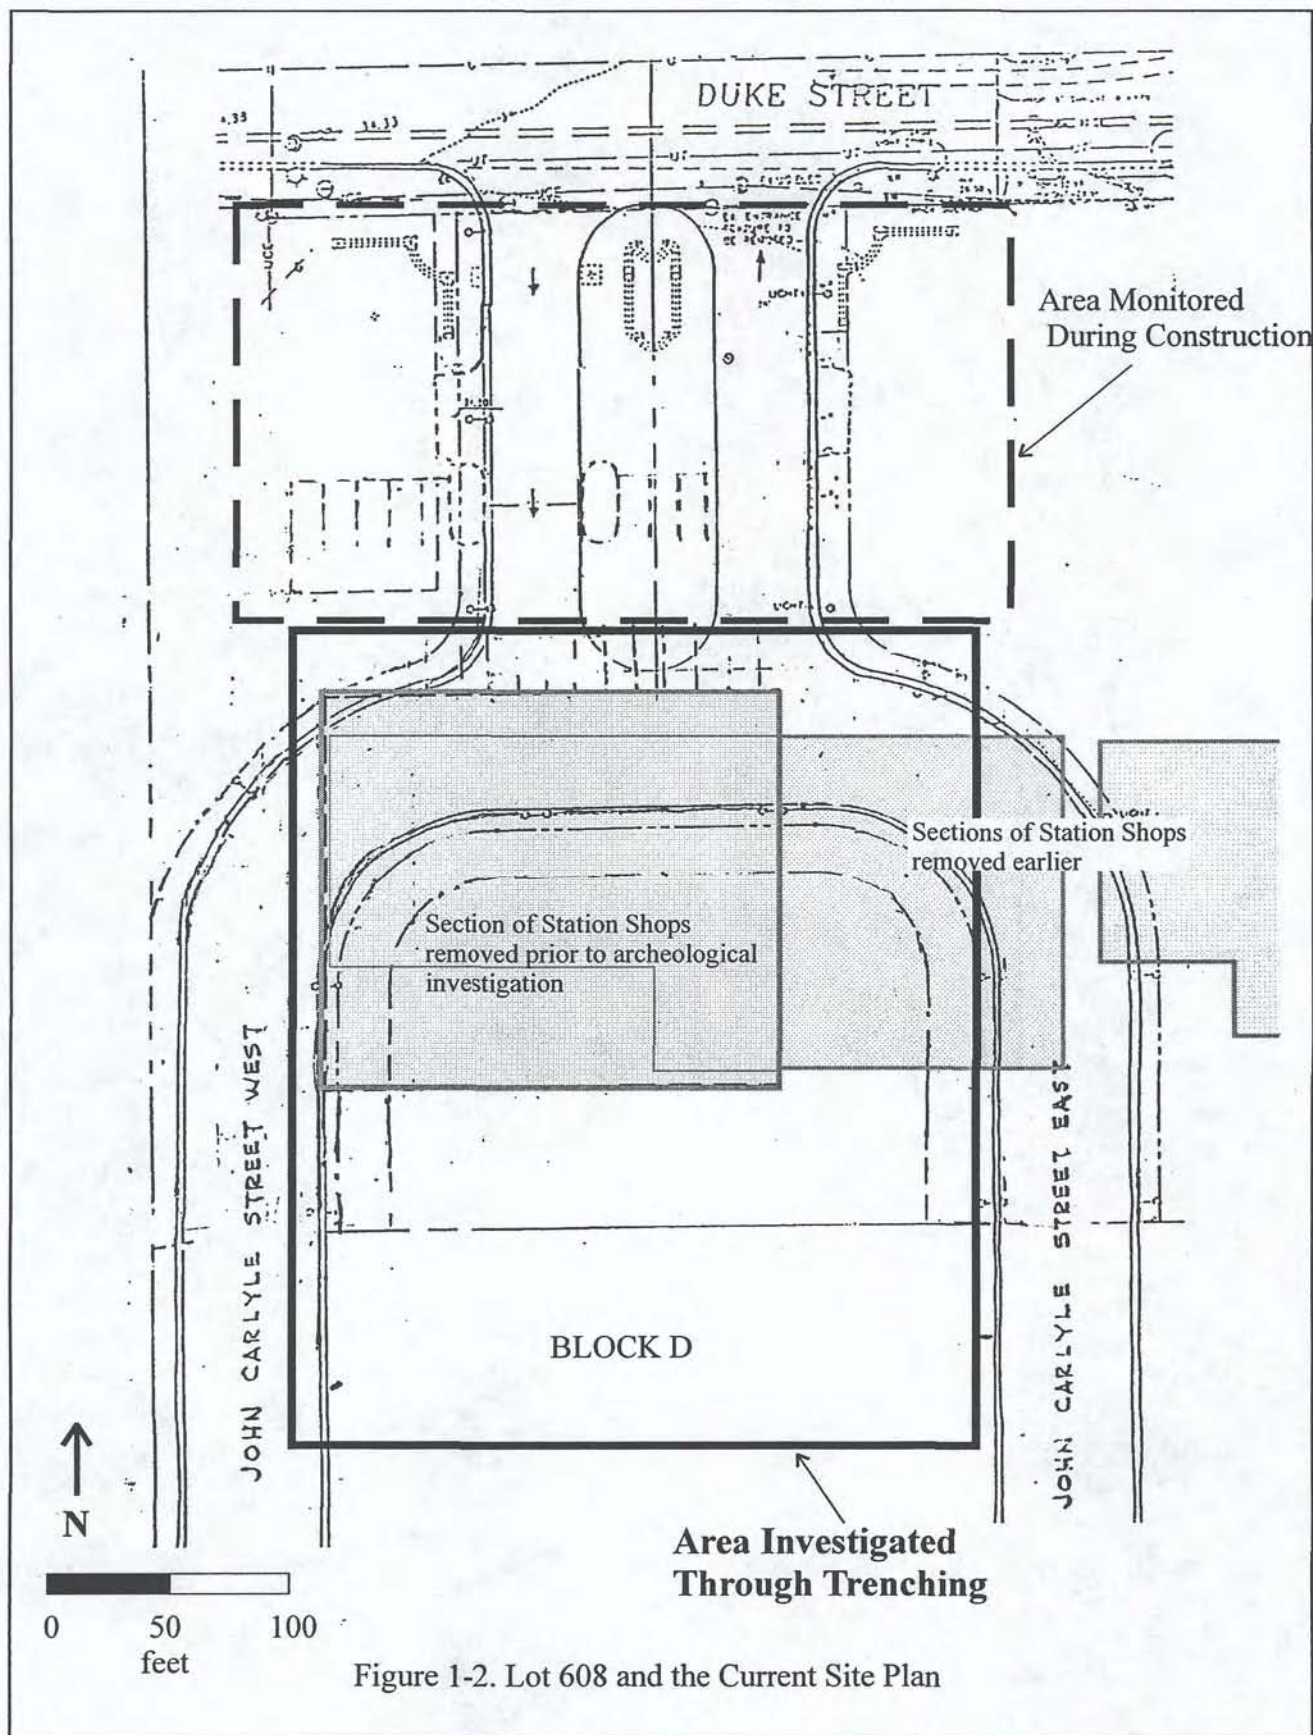 DUKE STREET
34.33
Area Monitored
During Construction
Sections of Station Shops
removed earlier
Section of Station Shops
removed prior to archeological
investigation
JOHN CARLYLE STREET WEST
JOHN CARLYLE STREET EAST
BLOCK D
N
Area Investigated
Through Trenching
0 50 100
feet
Figure 1-2. Lot 608 and the Current Site Plan